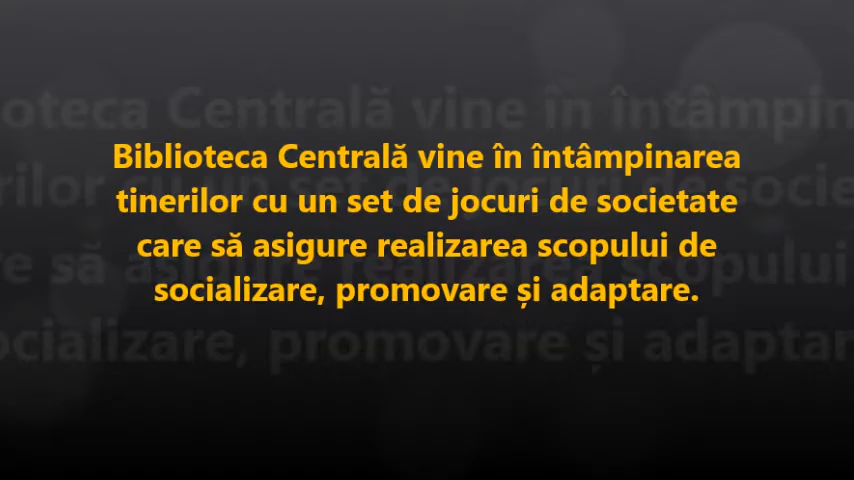 Biblioteca Centrală vine în întâmpinarea
tinerilor cu un set de jocuri de societate
care să asigure realizarea scopului de
socializare, promovare și adaptare.